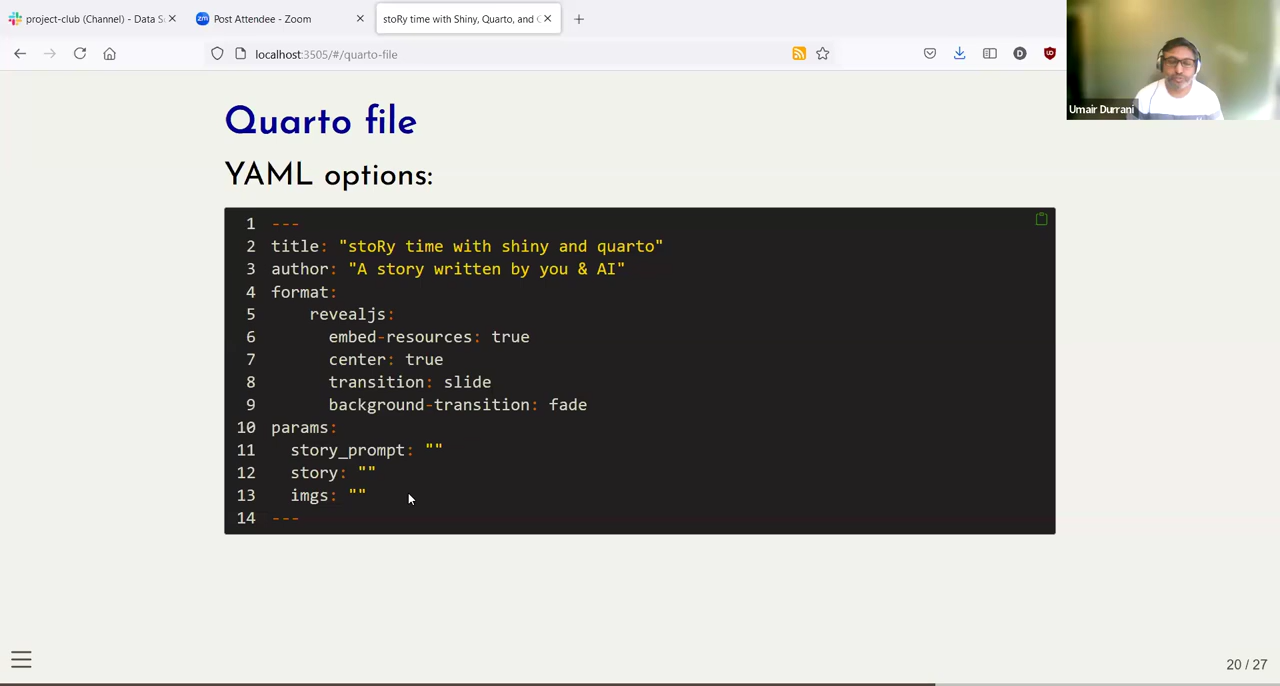 project-club (Channel) - Data S
Post Attendee - Zoom
stoRy time with Shiny, Quarto, and
localhost:3505/#/quarto-file
Umair Durrani
Quarto file
YAML options:
1 ---
2 title: "stoRy time with shiny and quarto"
3 author: "A story written by you & AI"
4 format:
5 revealjs:
6 embed-resources: true
7 center: true
8 transition: slide
9 background-transition: fade
10 params:
11 story_prompt: ""
12 story: ""
13 imgs: ""
14 ---
20 / 27